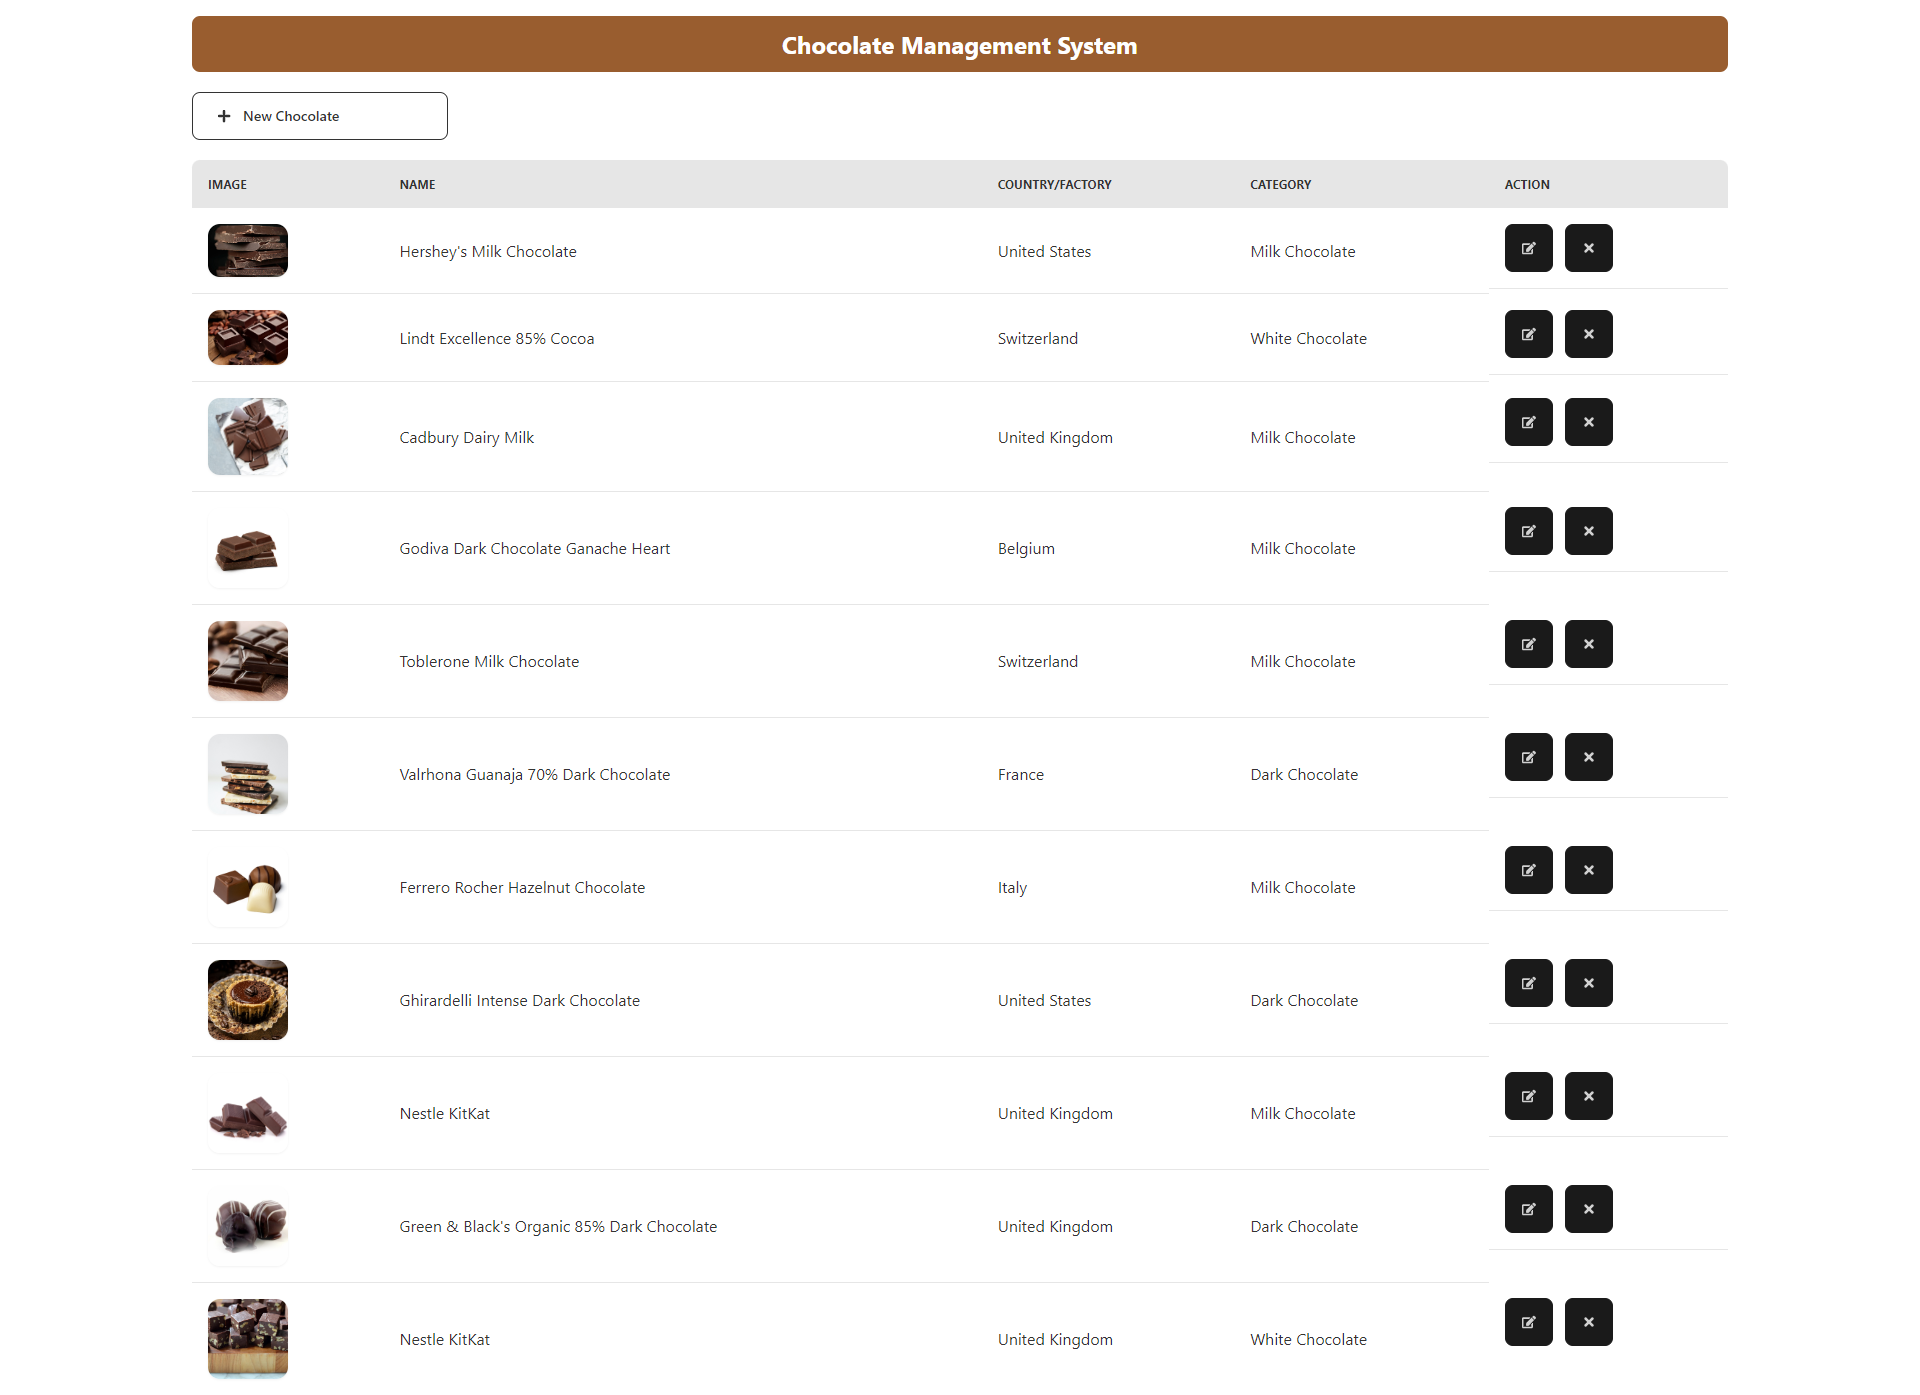 Chocolate Management System
New Chocolate
IMAGE NAME COUNTRY/FACTORY CATEGORY ACTION
Hershey's Milk Chocolate United States Milk Chocolate
Lindt Excellence 85% Cocoa Switzerland White Chocolate
Cadbury Dairy Milk United Kingdom Milk Chocolate
Godiva Dark Chocolate Ganache Heart Belgium Milk Chocolate
Toblerone Milk Chocolate Switzerland Milk Chocolate
Valrhona Guanaja 70% Dark Chocolate France Dark Chocolate
Ferrero Rocher Hazelnut Chocolate Italy Milk Chocolate
Ghirardelli Intense Dark Chocolate United States Dark Chocolate
Nestle KitKat United Kingdom Milk Chocolate
Green & Black's Organic 85% Dark Chocolate United Kingdom Dark Chocolate
Nestle KitKat United Kingdom White Chocolate